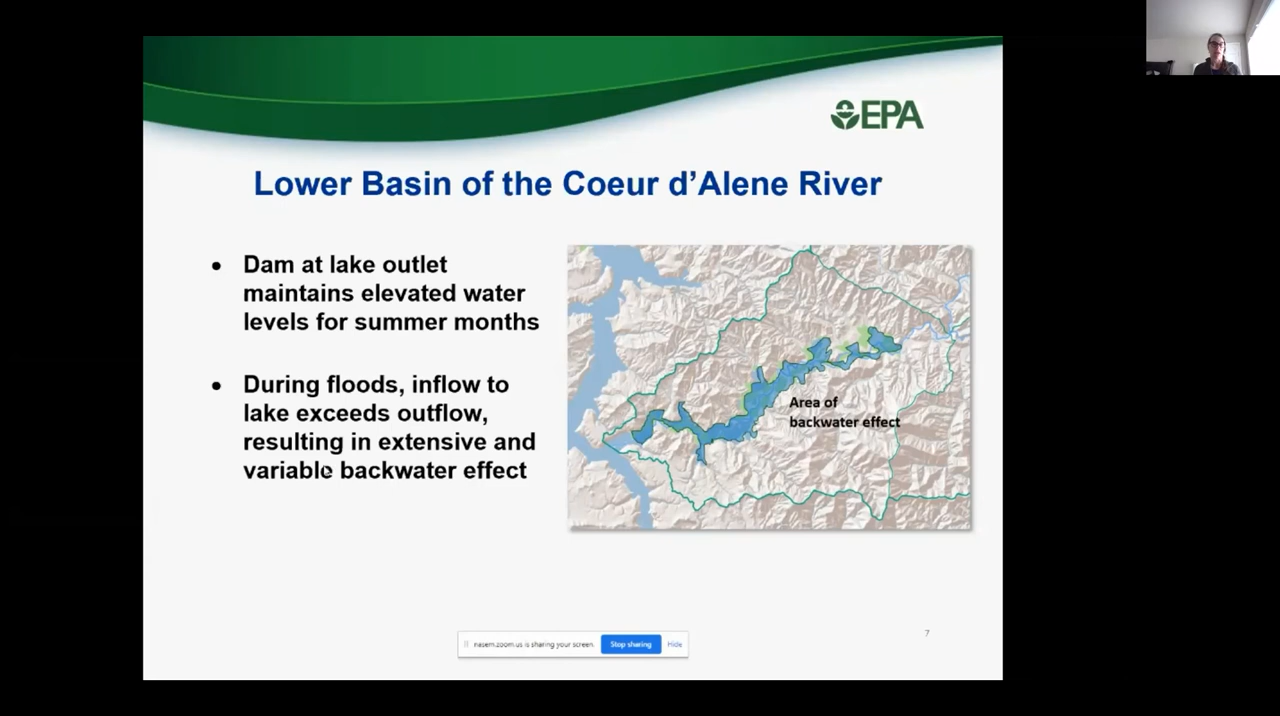 EPA
Lower Basin of the Coeur d’Alene River
• Dam at lake outlet
maintains elevated water
levels for summer months
• During floods, inflow to
lake exceeds outflow,
resulting in extensive and
variable backwater effect
Area of
backwater effect
7
nasem.zoom.us is sharing your screen. Stop sharing Hide